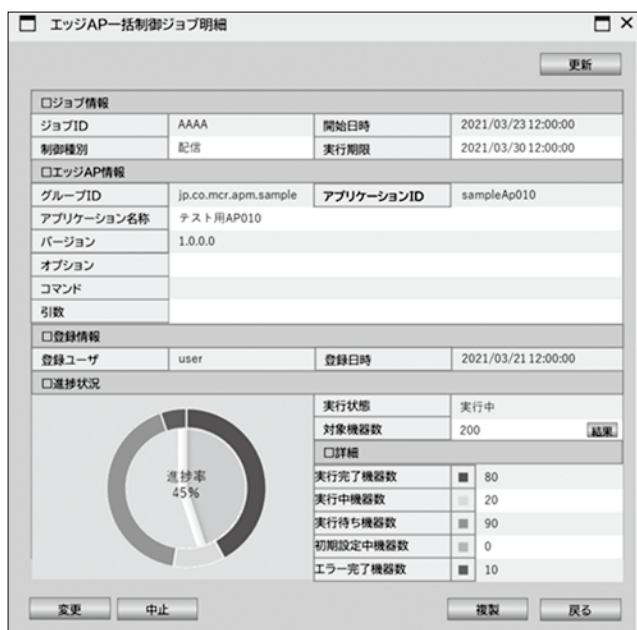 エッジAP一括制御ジョブ明細
更新
□ジョブ情報
ジョブID AAAA 開始日時 2021/03/23 12:00:00
制御種別 配信 実行期限 2021/03/30 12:00:00
□エッジAP情報
グループID jp.co.mcr.apm.sample アプリケーションID sampleAp010
アプリケーション名称 テスト用AP010
バージョン 1.0.0.0
オプション
コマンド
引数
□登録情報
登録ユーザ user 登録日時 2021/03/21 12:00:00
□進捗状況
進捗率
45%
実行状態 実行中
対象機器数 200 結果
□詳細
実行完了機器数 80
実行中機器数 20
実行待ち機器数 90
初期設定中機器数 0
エラー完了機器数 10
変更 中止 複製 戻る